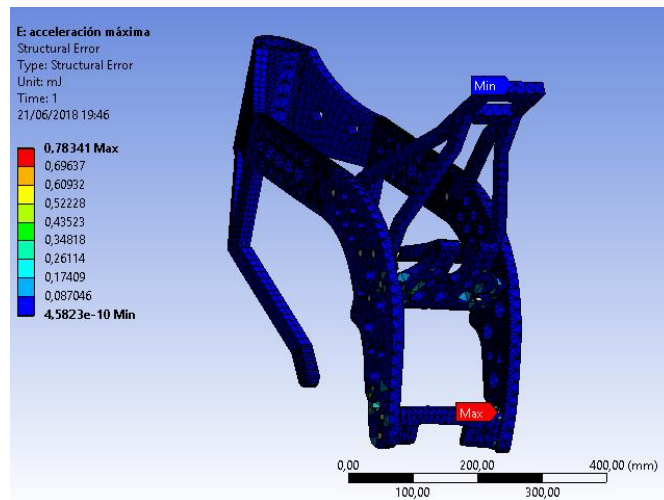 E: acceleración máxima
Structural Error
Type: Structural Error
Unit: mJ
Time: 1
21/06/2018 19:46
0,78341 Max
0,69637
0,60932
0,52228
0,43523
0,34818
0,26114
0,17409
0,087046
4,5823e-10 Min
Min
Max
0,00 200,00 400,00 (mm)
100,00 300,00